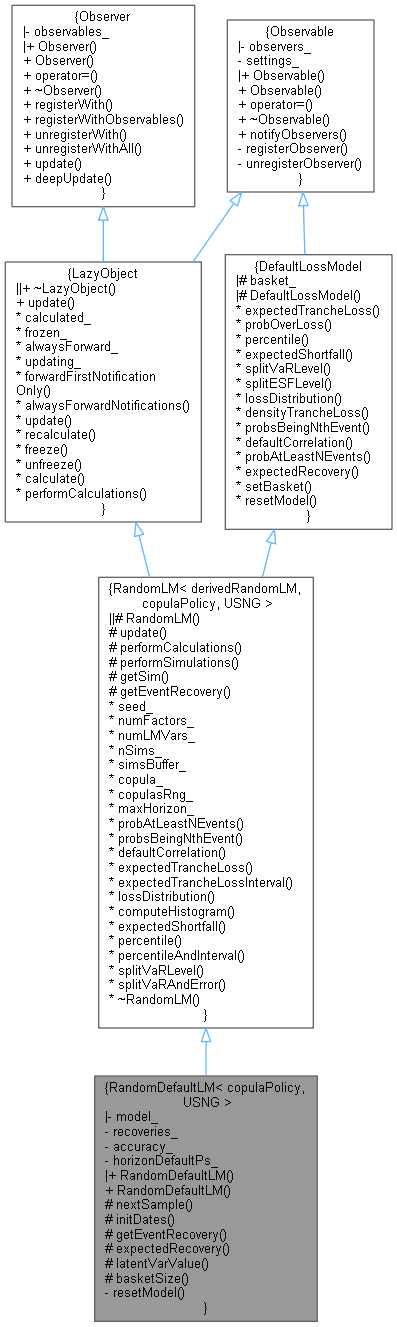 {Observer
|- observables_
|+ Observer()
+ Observer()
+ operator=()
+ ~Observer()
+ registerWith()
+ registerWithObservables()
+ unregisterWith()
+ unregisterWithAll()
+ update()
+ deepUpdate()
}
{Observable
|- observers_
- settings_
|+ Observable()
+ Observable()
+ operator=()
+ ~Observable()
+ notifyObservers()
- registerObserver()
- unregisterObserver()
}
{LazyObject
||+ ~LazyObject()
+ update()
* calculated_
* frozen_
* alwaysForward_
* updating_
* forwardFirstNotification
Only()
* alwaysForwardNotifications()
* update()
* recalculate()
* freeze()
* unfreeze()
* calculate()
* performCalculations()
}
{DefaultLossModel
|# basket_
|# DefaultLossModel()
* expectedTrancheLoss()
* probOverLoss()
* percentile()
* expectedShortfall()
* splitVaRLevel()
* splitESFLevel()
* lossDistribution()
* densityTrancheLoss()
* probsBeingNthEvent()
* defaultCorrelation()
* probAtLeastNEvents()
* expectedRecovery()
* setBasket()
* resetModel()
}
{RandomLM< derivedRandomLM,
copulaPolicy, USNG >
||# RandomLM()
# update()
# performCalculations()
# performSimulations()
# getSim()
# getEventRecovery()
* seed_
* numFactors_
* numLMVars_
* nSims_
* simsBuffer_
* copula_
* copulasRng_
* maxHorizon_
* probAtLeastNEvents()
* probsBeingNthEvent()
* defaultCorrelation()
* expectedTrancheLoss()
* expectedTrancheLossInterval()
* lossDistribution()
* computeHistogram()
* expectedShortfall()
* percentile()
* percentileAndInterval()
* splitVaRLevel()
* splitVaRAndError()
* ~RandomLM()
}
{RandomDefaultLM< copulaPolicy,
USNG >
|- model_
- recoveries_
- accuracy_
- horizonDefaultPs_
|+ RandomDefaultLM()
+ RandomDefaultLM()
# nextSample()
# initDates()
# getEventRecovery()
# expectedRecovery()
# latentVarValue()
# basketSize()
- resetModel()
}